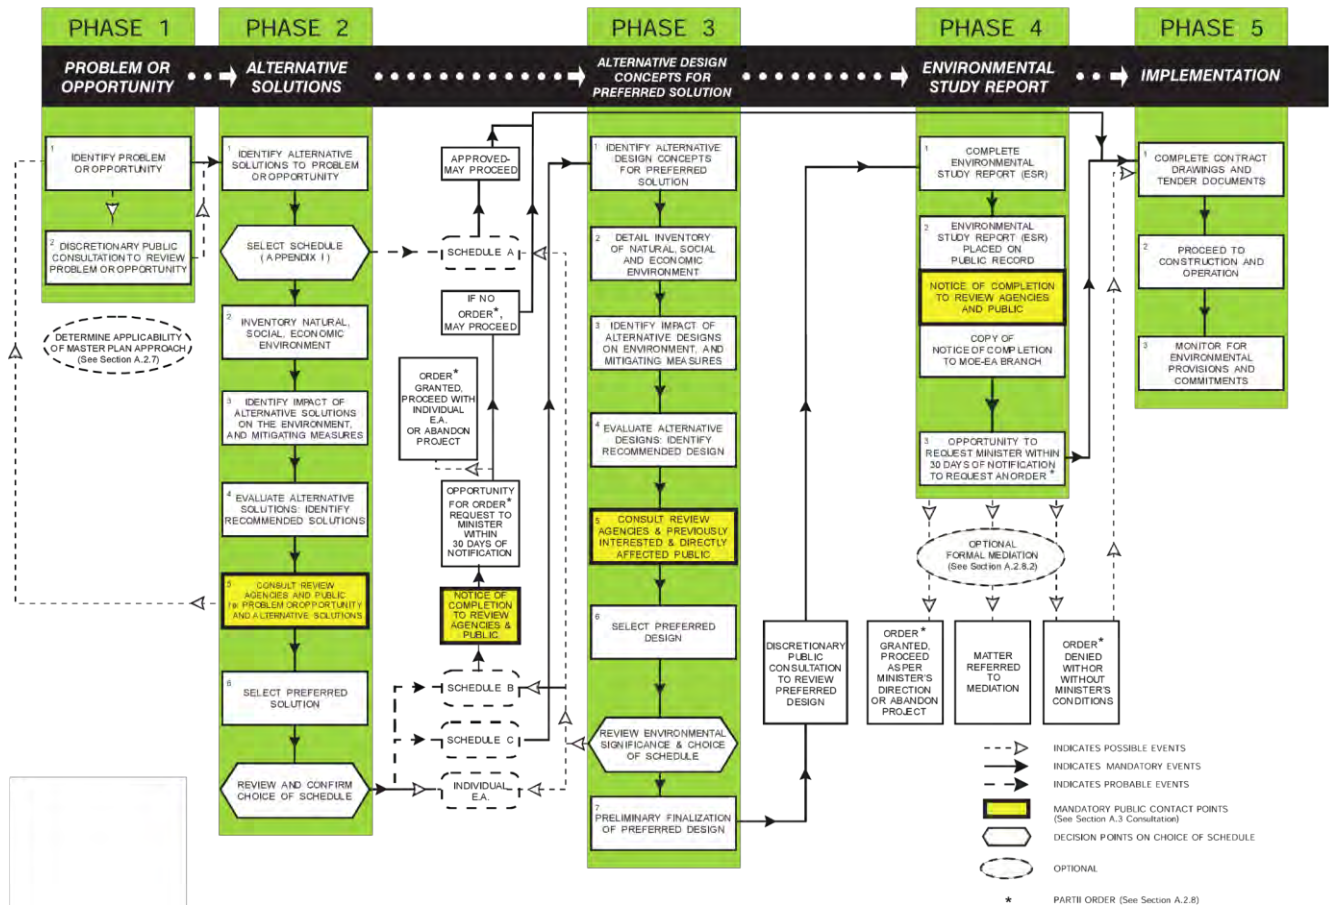 PHASE 1
PHASE 2
PHASE 3
PHASE 4
PHASE 5
PROBLEM OR
OPPORTUNITY
ALTERNATIVE
SOLUTIONS
ALTERNATIVE DESIGN
CONCEPTS FOR
PREFERRED SOLUTION
ENVIRONMENTAL
STUDY REPORT
IMPLEMENTATION
1 IDENTIFY PROBLEM
OR OPPORTUNITY
2 DISCRETIONARY PUBLIC
CONSULTATION TO REVIEW
PROBLEM OR OPPORTUNITY
DETERMINE APPLICABILITY
OF MASTER PLAN APPROACH
(See Section A.2.7)
1 IDENTIFY ALTERNATIVE
SOLUTIONS TO PROBLEM
OR OPPORTUNITY
SELECT SCHEDULE
(APPENDIX I)
2 INVENTORY NATURAL,
SOCIAL, ECONOMIC
ENVIRONMENT
3 IDENTIFY IMPACT OF
ALTERNATIVE SOLUTIONS
ON THE ENVIRONMENT,
AND MITIGATING MEASURES
4 EVALUATE ALTERNATIVE
SOLUTIONS: IDENTIFY
RECOMMENDED SOLUTIONS
5 CONSULT REVIEW
AGENCIES AND PUBLIC
re: PROBLEM OR OPPORTUNITY
AND ALTERNATIVE SOLUTIONS
6 SELECT PREFERRED
SOLUTION
REVIEW AND CONFIRM
CHOICE OF SCHEDULE
APPROVED-
MAY PROCEED
SCHEDULE A
IF NO
ORDER*,
MAY PROCEED
ORDER*
GRANTED,
PROCEED WITH
INDIVIDUAL
E.A.
OR ABANDON
PROJECT
OPPORTUNITY
FOR ORDER*
REQUEST TO
MINISTER
WITHIN
30 DAYS OF
NOTIFICATION
NOTICE OF
COMPLETION
TO REVIEW
AGENCIES &
PUBLIC
SCHEDULE B
SCHEDULE C
INDIVIDUAL
E.A.
1 IDENTIFY ALTERNATIVE
DESIGN CONCEPTS
FOR PREFERRED
SOLUTION
2 DETAIL INVENTORY
OF NATURAL, SOCIAL
AND ECONOMIC
ENVIRONMENT
3 IDENTIFY IMPACT OF
ALTERNATIVE DESIGNS
ON ENVIRONMENT, AND
MITIGATING MEASURES
4 EVALUATE ALTERNATIVE
DESIGNS: IDENTIFY
RECOMMENDED DESIGN
5 CONSULT REVIEW
AGENCIES & PREVIOUSLY
INTERESTED & DIRECTLY
AFFECTED PUBLIC
6 SELECT PREFERRED
DESIGN
REVIEW ENVIRONMENTAL
SIGNIFICANCE & CHOICE
OF SCHEDULE
7 PRELIMINARY FINALIZATION
OF PREFERRED DESIGN
DISCRETIONARY
PUBLIC
CONSULTATION
TO REVIEW
PREFERRED
DESIGN
1 COMPLETE
ENVIRONMENTAL
STUDY REPORT (ESR)
2 ENVIRONMENTAL
STUDY REPORT (ESR)
PLACED ON
PUBLIC RECORD
NOTICE OF COMPLETION
TO REVIEW AGENCIES
AND PUBLIC
COPY OF
NOTICE OF COMPLETION
TO MOE-EA BRANCH
3 OPPORTUNITY TO
REQUEST MINISTER WITHIN
30 DAYS OF NOTIFICATION
TO REQUEST AN ORDER *
OPTIONAL
FORMAL MEDIATION
(See Section A.2.8.2)
ORDER*
GRANTED,
PROCEED
AS PER
MINISTER'S
DIRECTION
OR ABANDON
PROJECT
MATTER
REFERRED
TO
MEDIATION
ORDER*
DENIED
WITH OR
WITHOUT
MINISTER'S
CONDITIONS
1 COMPLETE CONTRACT
DRAWINGS AND
TENDER DOCUMENTS
2 PROCEED TO
CONSTRUCTION AND
OPERATION
3 MONITOR FOR
ENVIRONMENTAL
PROVISIONS AND
COMMITMENTS
INDICATES POSSIBLE EVENTS
INDICATES MANDATORY EVENTS
INDICATES PROBABLE EVENTS
MANDATORY PUBLIC CONTACT POINTS
(See Section A.3 Consultation)
DECISION POINTS ON CHOICE OF SCHEDULE
OPTIONAL
* PART II ORDER (See Section A.2.8)